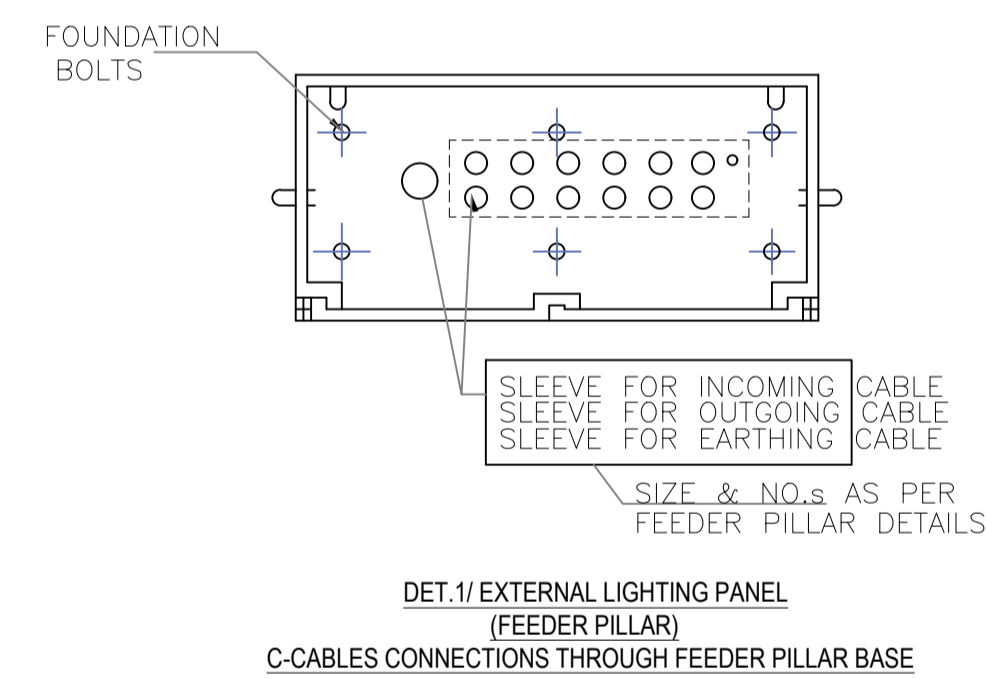 FOUNDATION
BOLTS
SLEEVE FOR INCOMING CABLE
SLEEVE FOR OUTGOING CABLE
SLEEVE FOR EARTHING CABLE
SIZE & NO.s AS PER
FEEDER PILLAR DETAILS
DET.1/ EXTERNAL LIGHTING PANEL
(FEEDER PILLAR)
C-CABLES CONNECTIONS THROUGH FEEDER PILLAR BASE